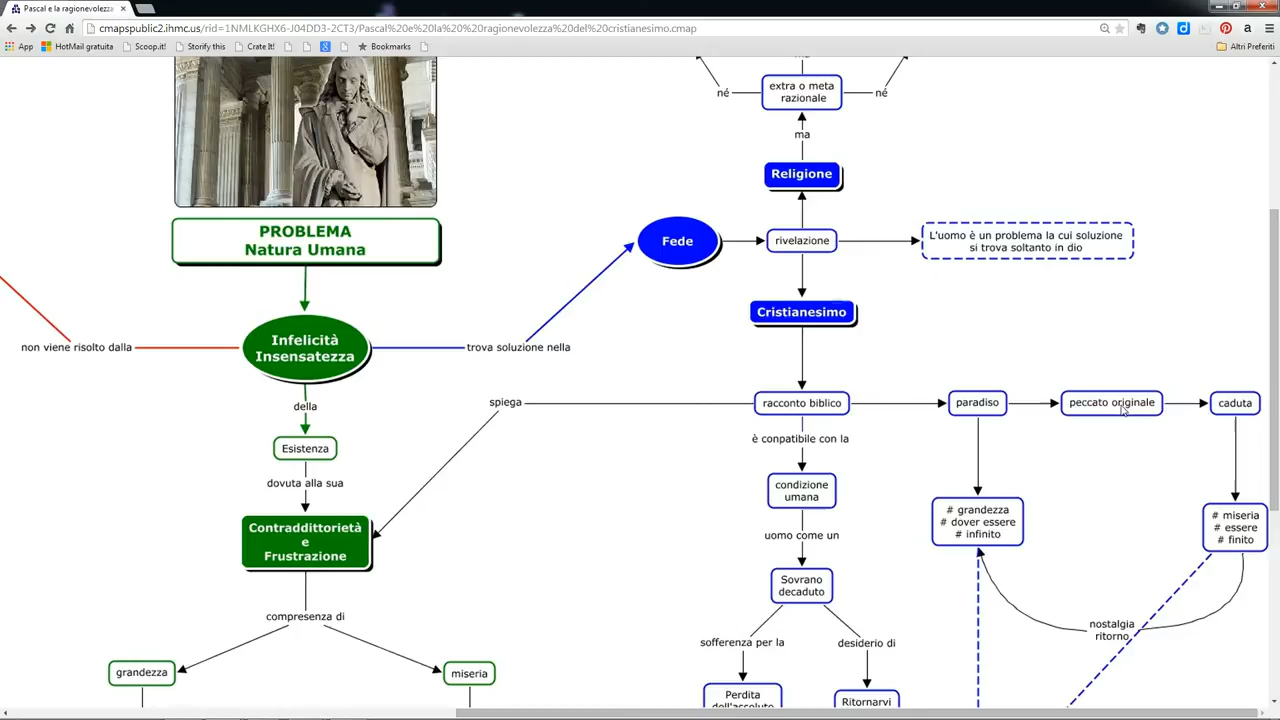 Pascal e la ragionevolezza
cmapspublic2.ihmc.us/rid=1NMLKGHX6-J04DD3-2CT3/Pascal%20e%20la%20%20ragionevolezza%20del%20cristianesimo.cmap
App
HotMail gratuita
Scoop.it!
Storify this
Crate It!
Bookmarks
Altri Preferiti
né
extra o meta
razionale
né
ma
Religione
PROBLEMA
Natura Umana
Fede
rivelazione
L'uomo è un problema la cui soluzione
si trova soltanto in dio
Cristianesimo
Infelicità
Insensatezza
non viene risolto dalla
trova soluzione nella
della
spiega
racconto biblico
paradiso
peccato originale
caduta
Esistenza
è conpatibile con la
dovuta alla sua
condizione
umana
# grandezza
# dover essere
# infinito
# miseria
# essere
# finito
Contraddittorietà
e
Frustrazione
uomo come un
Sovrano
decaduto
compresenza di
nostalgia
ritorno
sofferenza per la
desiderio di
grandezza
miseria
Perdita
dell'assoluto
Ritornarvi